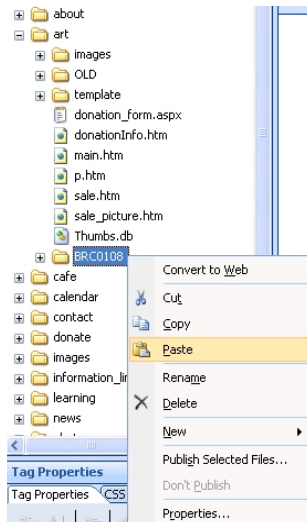 about
art
images
OLD
template
donation_form.aspx
donationInfo.htm
main.htm
p.htm
sale.htm
sale_picture.htm
Thumbs.db
BRC0108
cafe
calendar
contact
donate
images
information_lin
learning
news
Convert to Web
Cut
Copy
Paste
Rename
Delete
New
Publish Selected Files...
Don't Publish
Properties...
Tag Properties
Tag Properties CSS